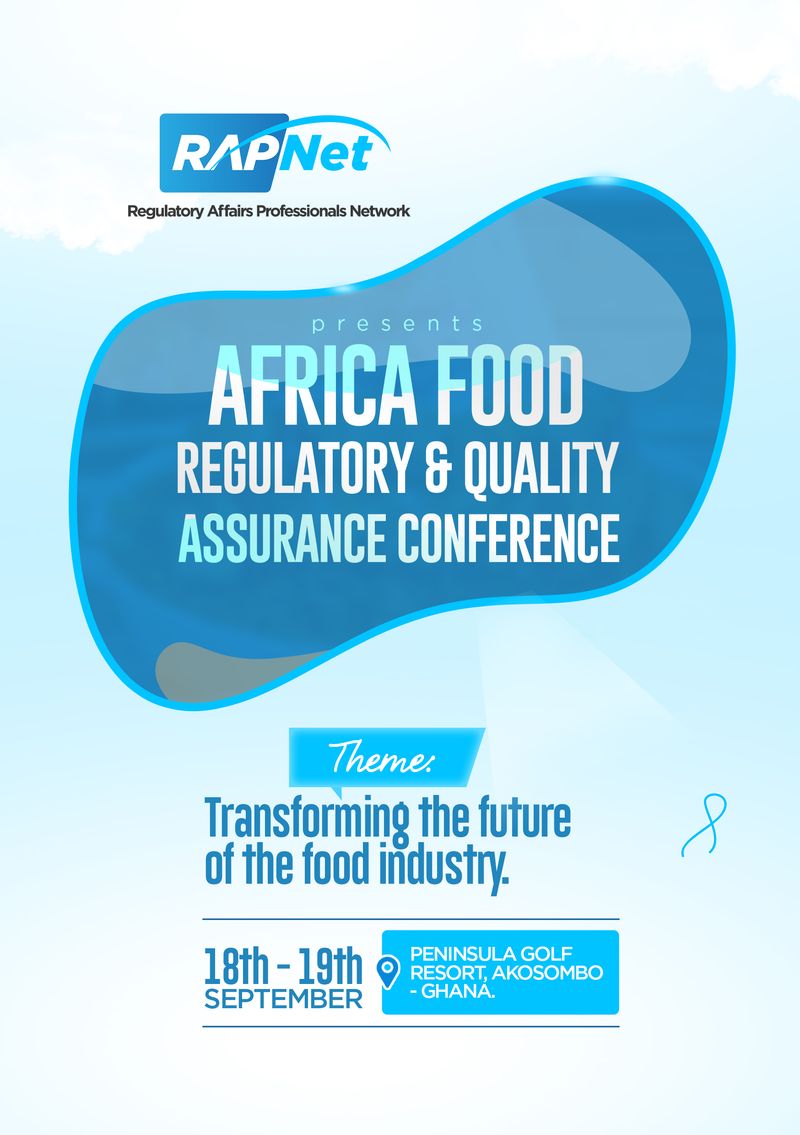 RAPNet
Regulatory Affairs Professionals Network
presents
AFRICA FOOD
REGULATORY & QUALITY
ASSURANCE CONFERENCE
Theme:
Transforming the future
of the food industry.
18th - 19th
SEPTEMBER
PENINSULA GOLF
RESORT, AKOSOMBO
- GHANA.